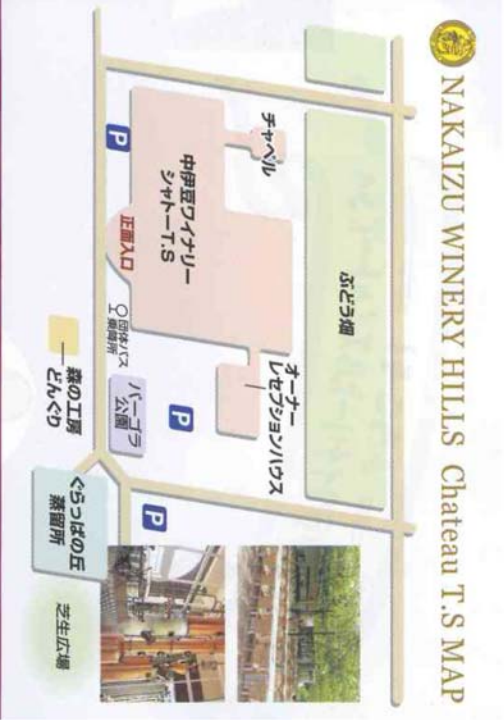 NAKAIZU WINERY HILLS Chateau T.S MAP
ぶどう畑
チャペル
オーナー
レセプションハウス
中伊豆ワイナリー
シャトーT.S
P
正面入口
団体バス
乗降所
P
パーゴラ
公園
P
森の工房
どんぐり
ぐらっぱの丘
蒸留所
芝生広場